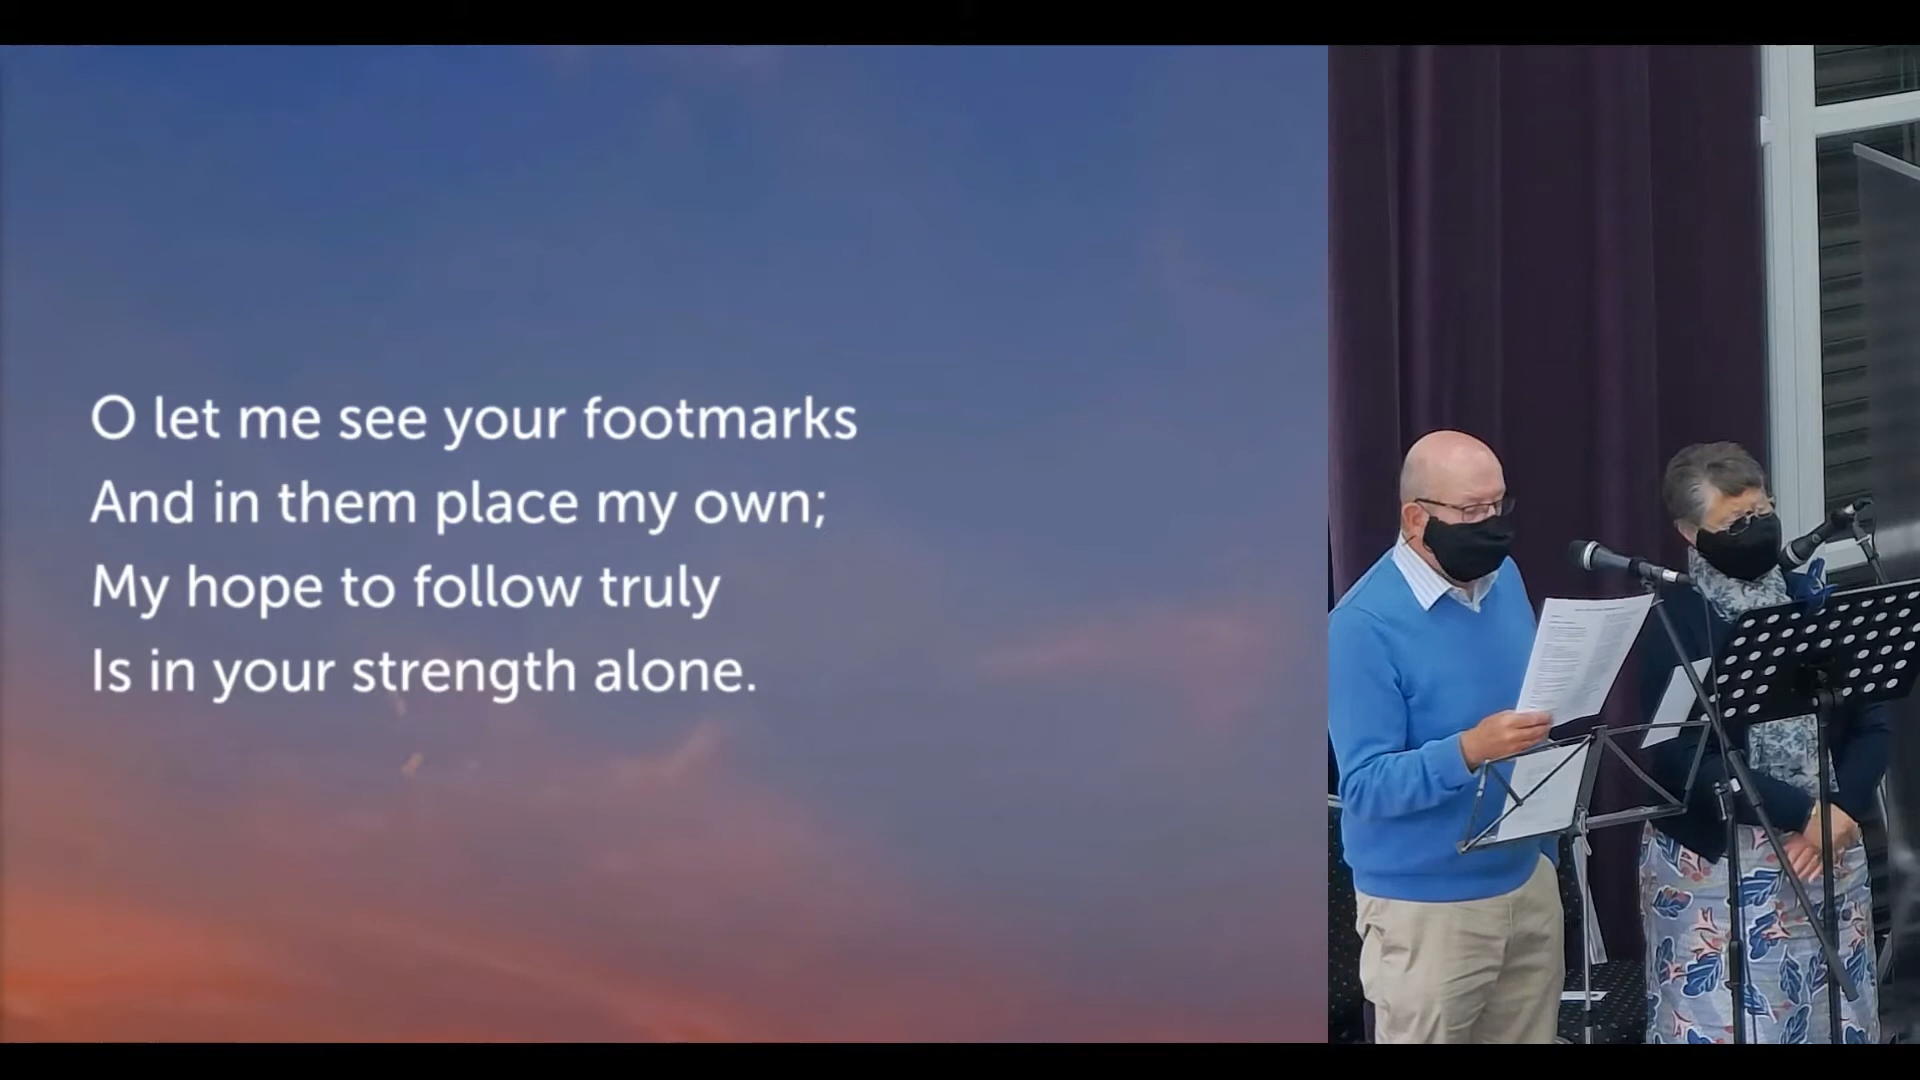 O let me see your footmarks
And in them place my own;
My hope to follow truly
Is in your strength alone.